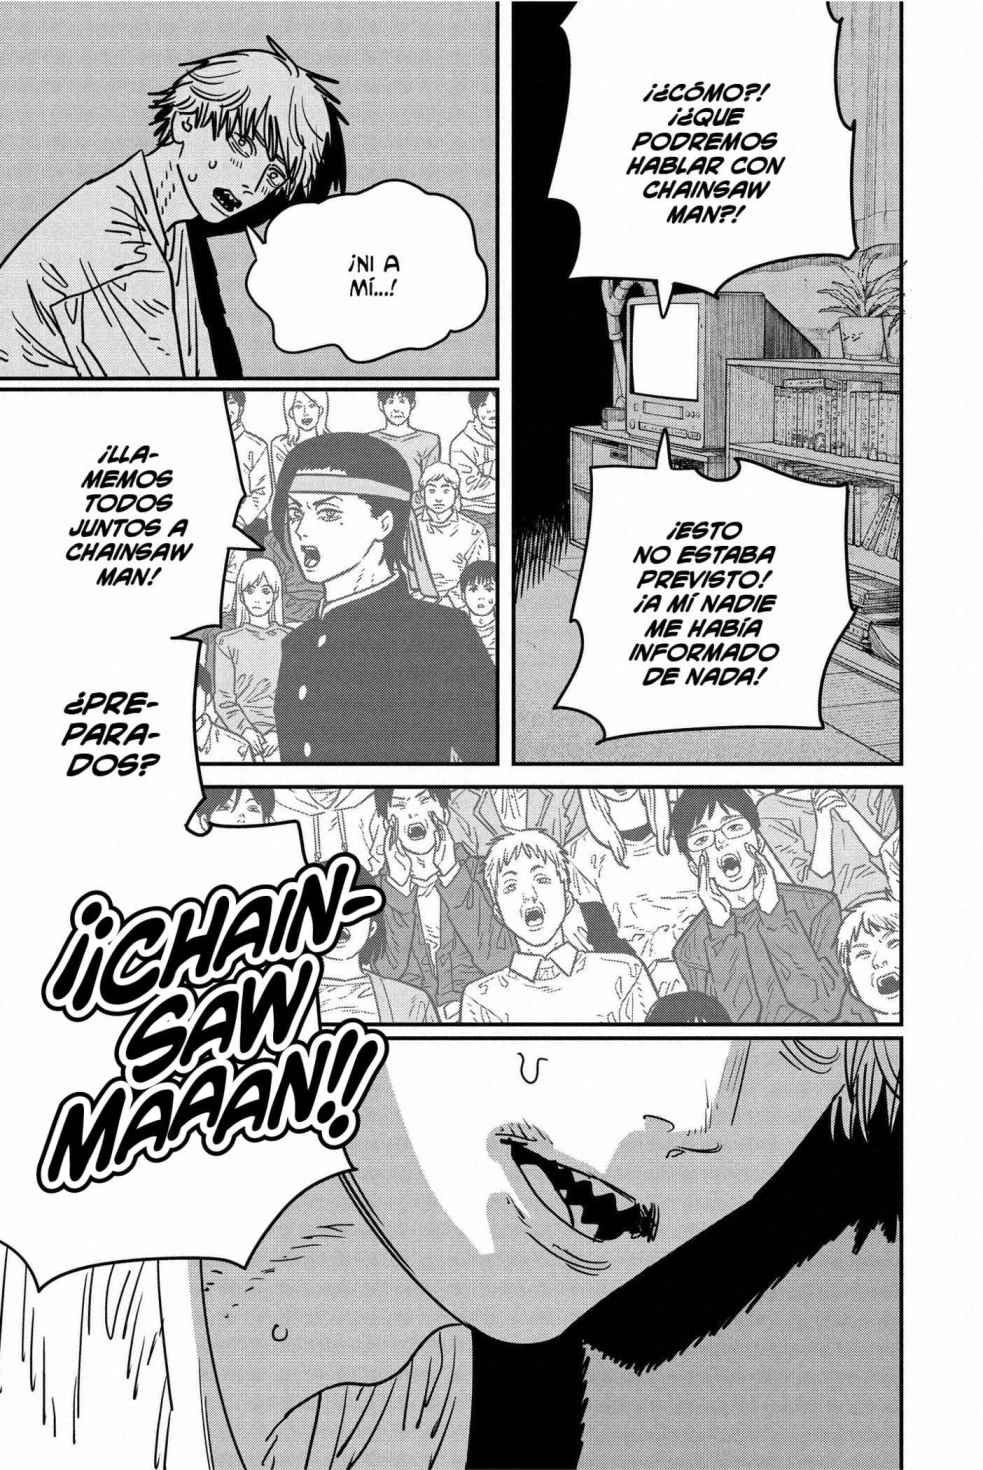 ¡¿CÓMO?!
¡¿QUE
PODREMOS
HABLAR CON
CHAINSAW
MAN?!
¡ESTO
NO ESTABA
PREVISTO!
¡A MÍ NADIE
ME HABÍA
INFORMADO
DE NADA!
¡NI A
MÍ...!
¡LLA-
MEMOS
TODOS
JUNTOS A
CHAINSAW
MAN!
¿PRE-
PARA-
DOS?
¡¡CHAIN-
SAW
MAAAN!!